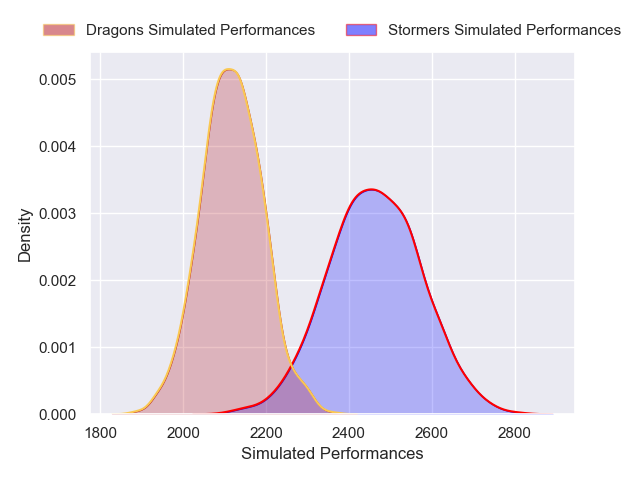 Dragons Simulated Performances
Stormers Simulated Performances
0.005
0.004
0.003
0.002
0.001
0.000
Density
1800 2000 2200 2400 2600 2800
Simulated Performances